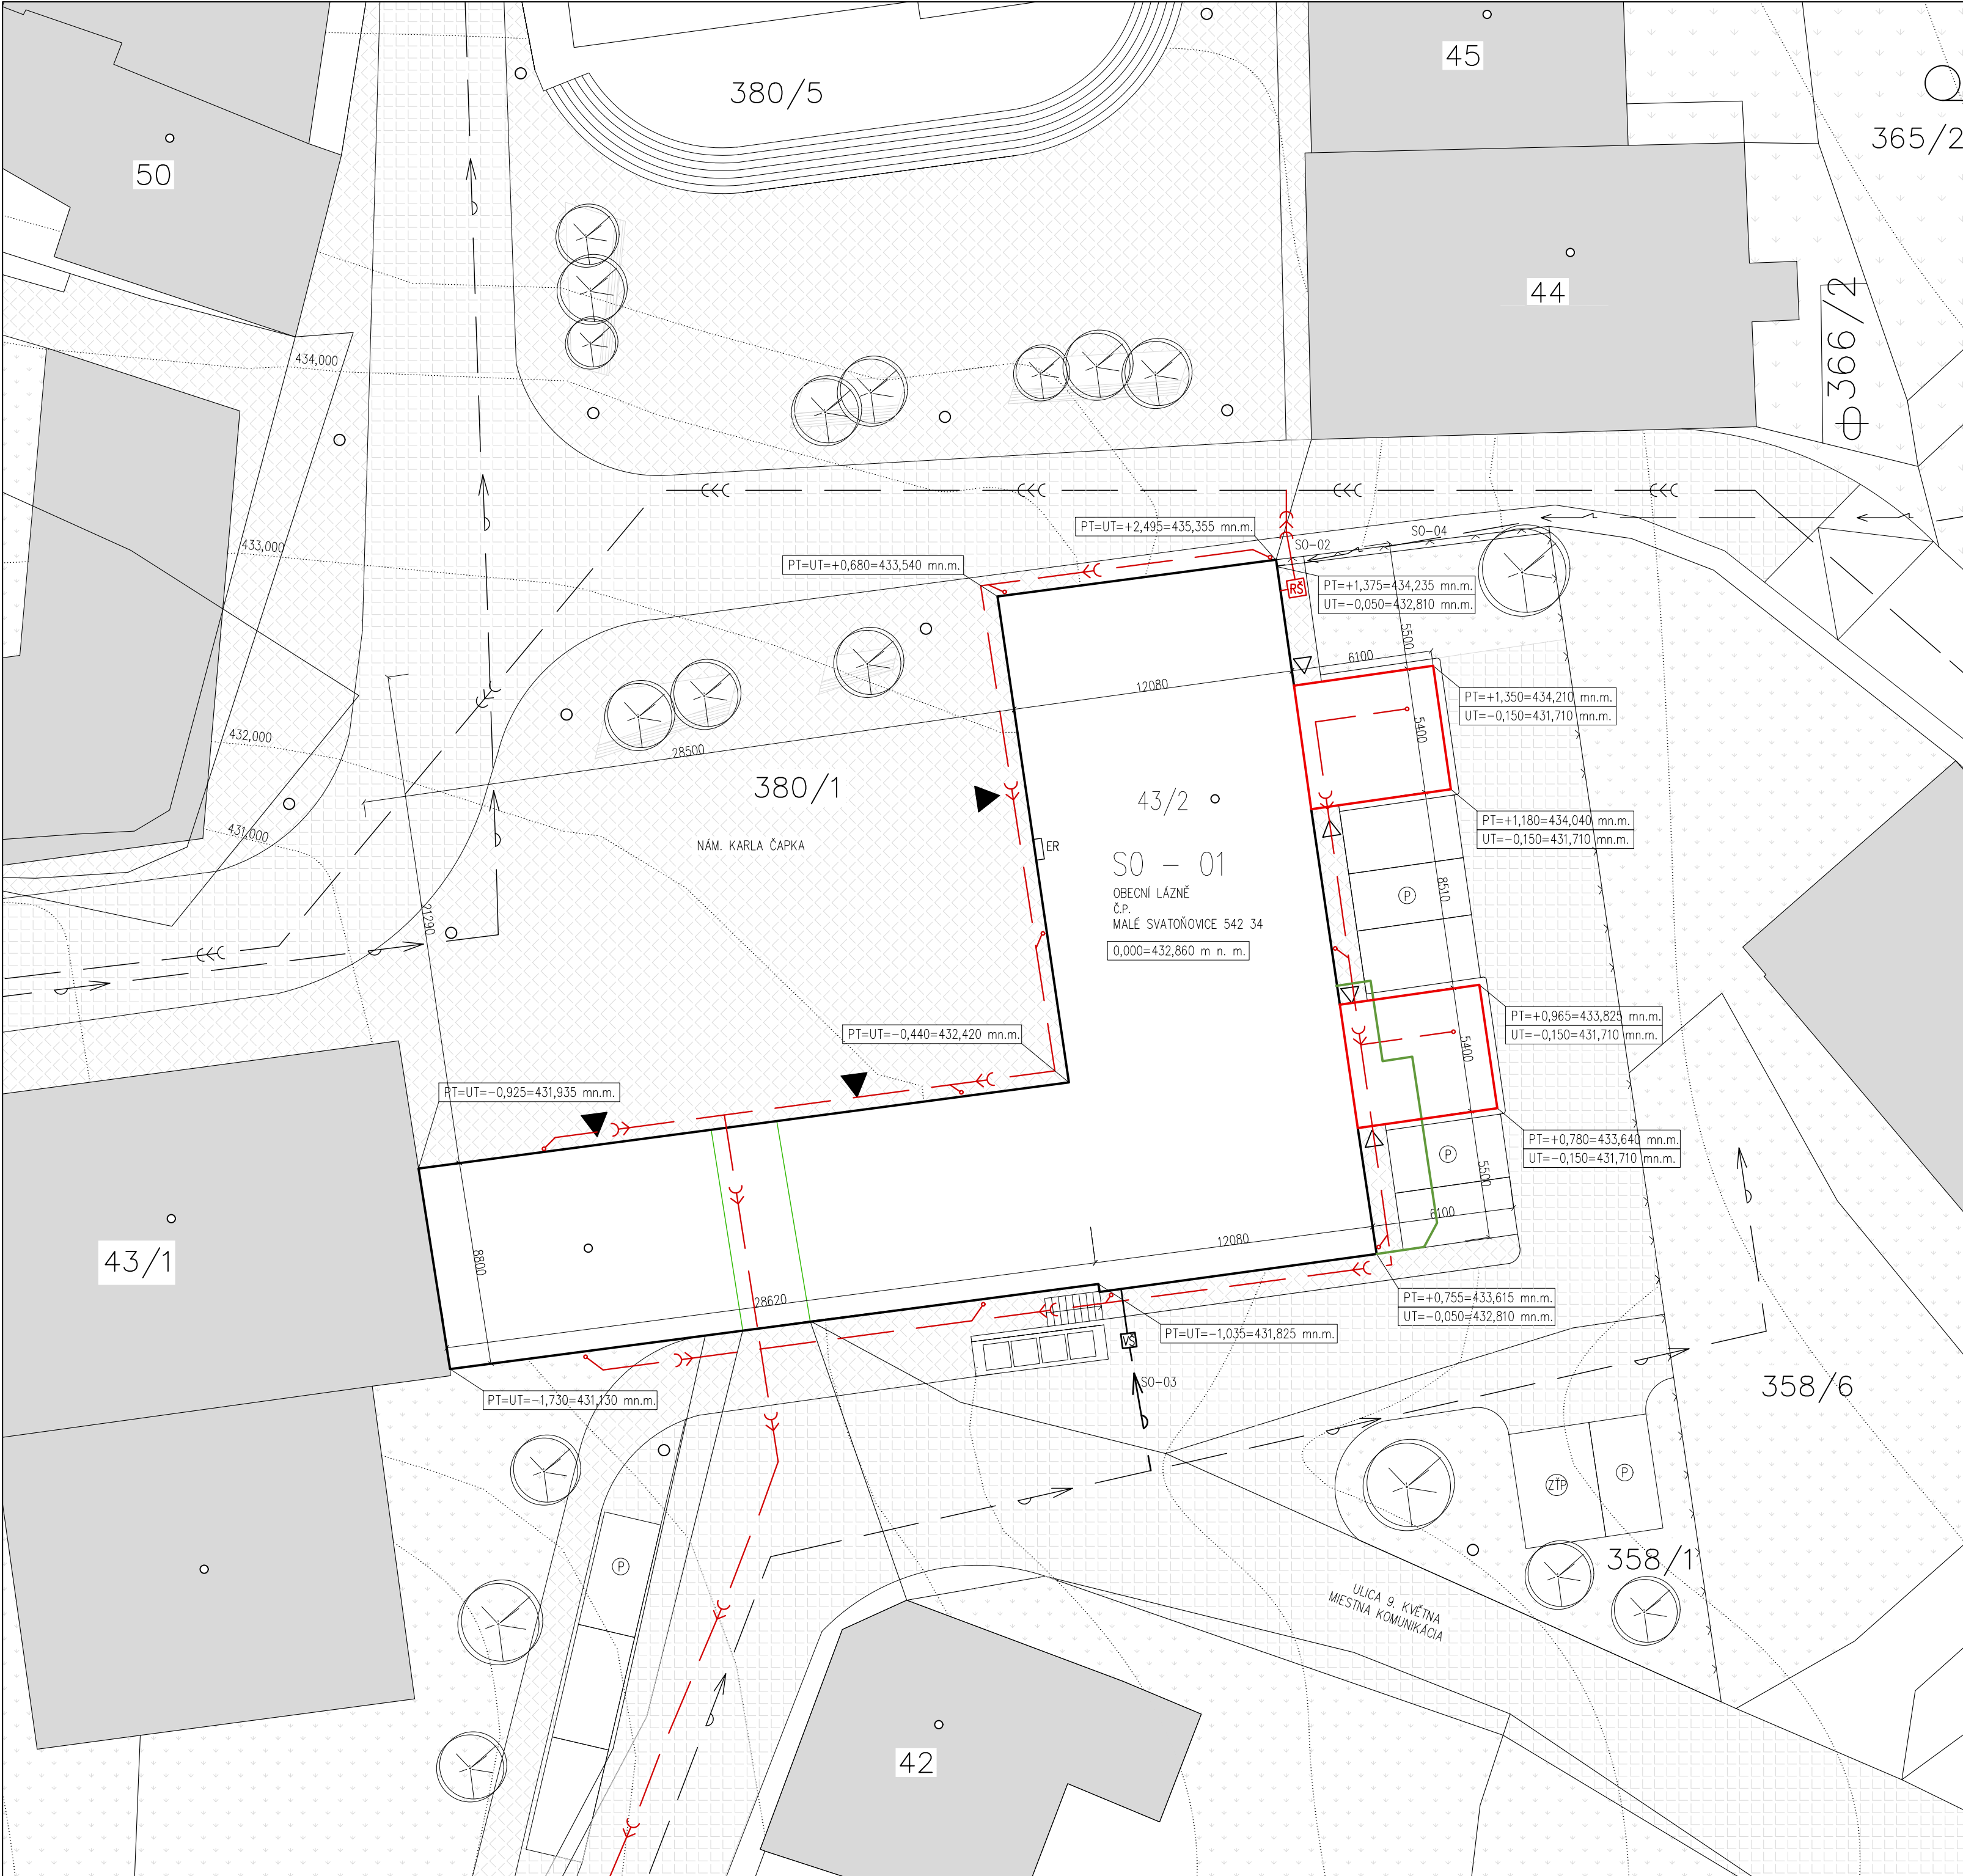 45
380/5
365/2
50
44
366/2
434,000
433,000
432,000
431,000
PT=UT=+2,495=435,355 mn.m.
SO-04
SO-02
PT=UT=+0,680=433,540 mn.m.
RŠ
PT=+1,375=434,235 mn.m.
UT=-0,050=432,810 mn.m.
5500
6100
12080
PT=+1,350=434,210 mn.m.
UT=-0,150=431,710 mn.m.
5400
28500
380/1
43/2
NÁM. KARLA ČAPKA
ER
PT=+1,180=434,040 mn.m.
UT=-0,150=431,710 mn.m.
SO - 01
OBECNÍ LÁZNĚ
Č.P.
MALÉ SVATOŇOVICE 542 34
0,000=432,860 m n. m.
P
8510
21290
PT=UT=-0,440=432,420 mn.m.
PT=+0,965=433,825 mn.m.
UT=-0,150=431,710 mn.m.
5400
PT=UT=-0,925=431,935 mn.m.
PT=+0,780=433,640 mn.m.
UT=-0,150=431,710 mn.m.
P
5500
6100
12080
43/1
8800
28620
PT=+0,755=433,615 mn.m.
UT=-0,050=432,810 mn.m.
PT=UT=-1,035=431,825 mn.m.
VŠ
SO-03
PT=UT=-1,730=431,130 mn.m.
358/6
ZŤP
P
P
358/1
ULICA 9. KVĚTNA
MIESTNA KOMUNIKÁCIA
42